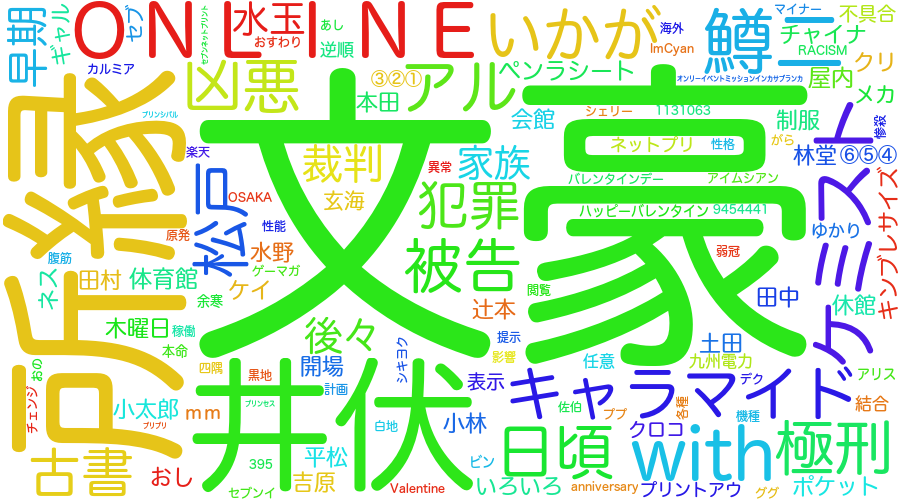 早期
ギャル
セブ
カルミア
ONLINE
セブンネットプリント
水玉
おすわり
あし
逆順
いかが
海外
ImCyan
鱒二
マイナー
チャイナ
RACISM
不具合
クリ
凶悪
③②①
本田
アル
ペンラシート
オンリーイベントミッションインカサブランカ
屋内
メカ
プリンシパル
会館
シェリー
1131063
制服
惨殺
ネットプリ
性格
がら
林堂
⑥⑤④
楽天
裁判
異常
家族
バレンタインデー
アイムシアン
縁
松戸
OSAKA
玄海
犯罪
ハッピーバレンタイン
9454441
ケミスト
ゆかり
キンブレサイズ
文豪
原発
性能
腹筋
水野
ゲーマガ
被告
弱冠
ネス
田村
体育館
余寒
ケイ
閲覧
辻本
田中
休館
所
木曜日
稼働
後々
提示
土田
本命
シキヨク
影響
任意
九州電力
おの
四隅
黒地
開場
計画
表示
キャラマイド
デク
アリス
チェンジ
小太郎
mm
プリンセス
井伏
白地
小林
佐伯
ププ
各種
機種
結合
プリプリ
クロコ
古書
395
平松
ピン
日頃
with
極刑
おし
セブンイ
吉原
Valentine
いろいろ
anniversary
プリントアウ
ググ
ポケット